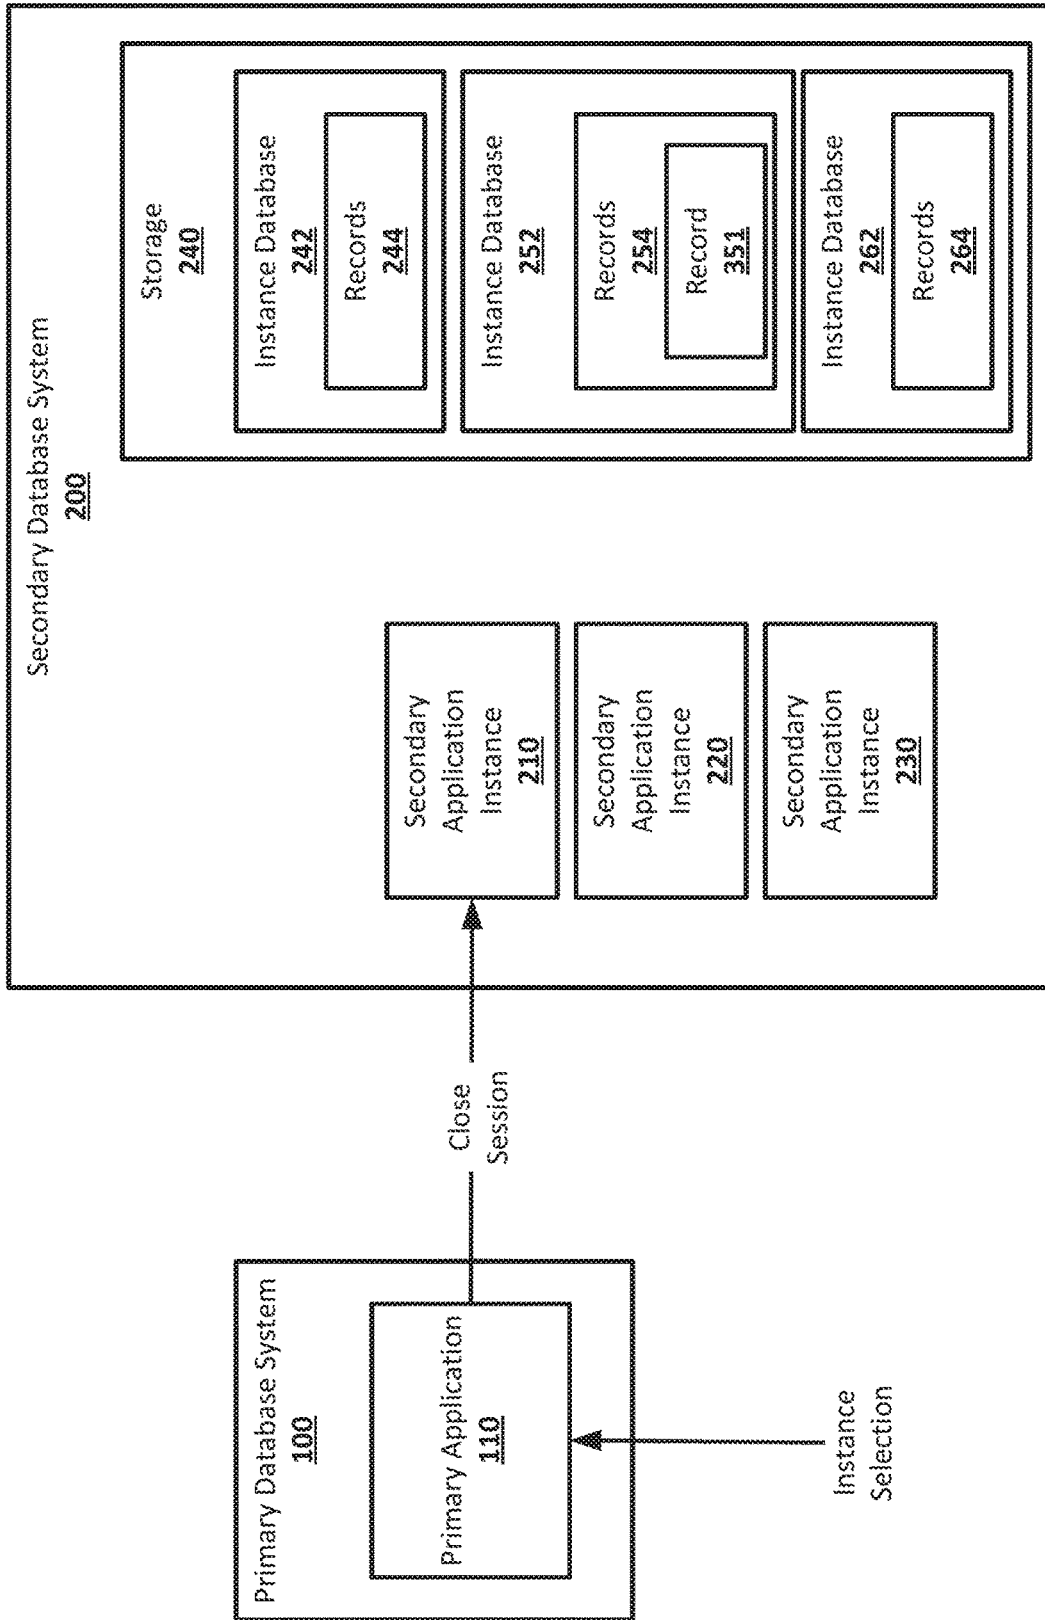 Secondary Database System
200
Storage
240
Instance Database
242
Records
244
Instance Database
252
Records
254
Record
351
Instance Database
262
Records
264
Secondary
Application
Instance
210
Secondary
Application
Instance
220
Secondary
Application
Instance
230
Close
Session
Primary Database System
100
Primary Application
110
Instance
Selection